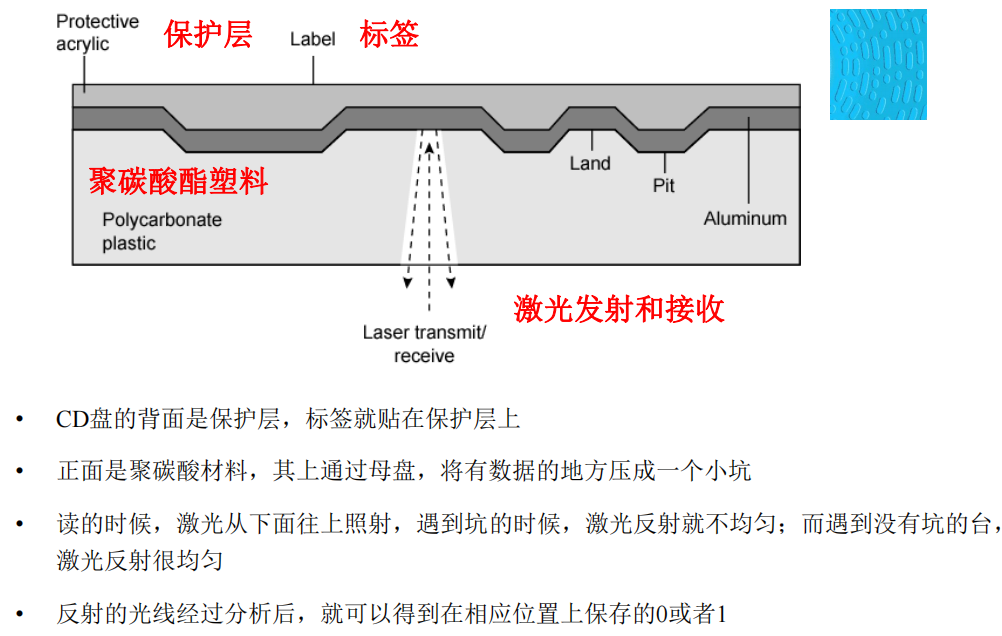 Protective
acrylic
保护层
Label
标签
Land
Pit
聚碳酸酯塑料
Polycarbonate
plastic
Aluminum
激光发射和接收
Laser transmit/
receive
• CD盘的背面是保护层，标签就贴在保护层上
• 正面是聚碳酸材料，其上通过母盘，将有数据的地方压成一个小坑
• 读的时候，激光从下面往上照射，遇到坑的时候，激光反射就不均匀；而遇到没有坑的台，
激光反射很均匀
• 反射的光线经过分析后，就可以得到在相应位置上保存的0或者1